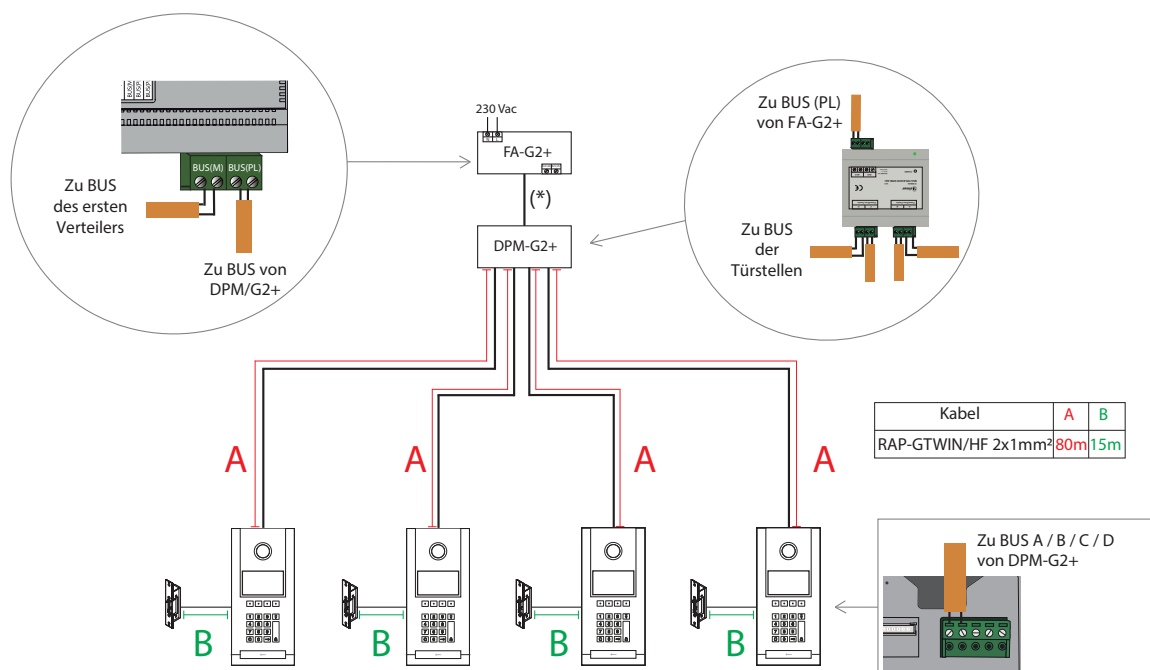 BUS(M)
BUS(PL)
Zu BUS
des ersten
Verteilers
Zu BUS von
DPM/G2+
230 Vac
FA-G2+
(*)
DPM-G2+
Zu BUS (PL)
von FA-G2+
Zu BUS
der
Türstellen
A
A
A
A
Kabel A B
RAP-GTWIN/HF 2x1mm² 80m 15m
B
B
B
B
Zu BUS A / B / C / D
von DPM-G2+